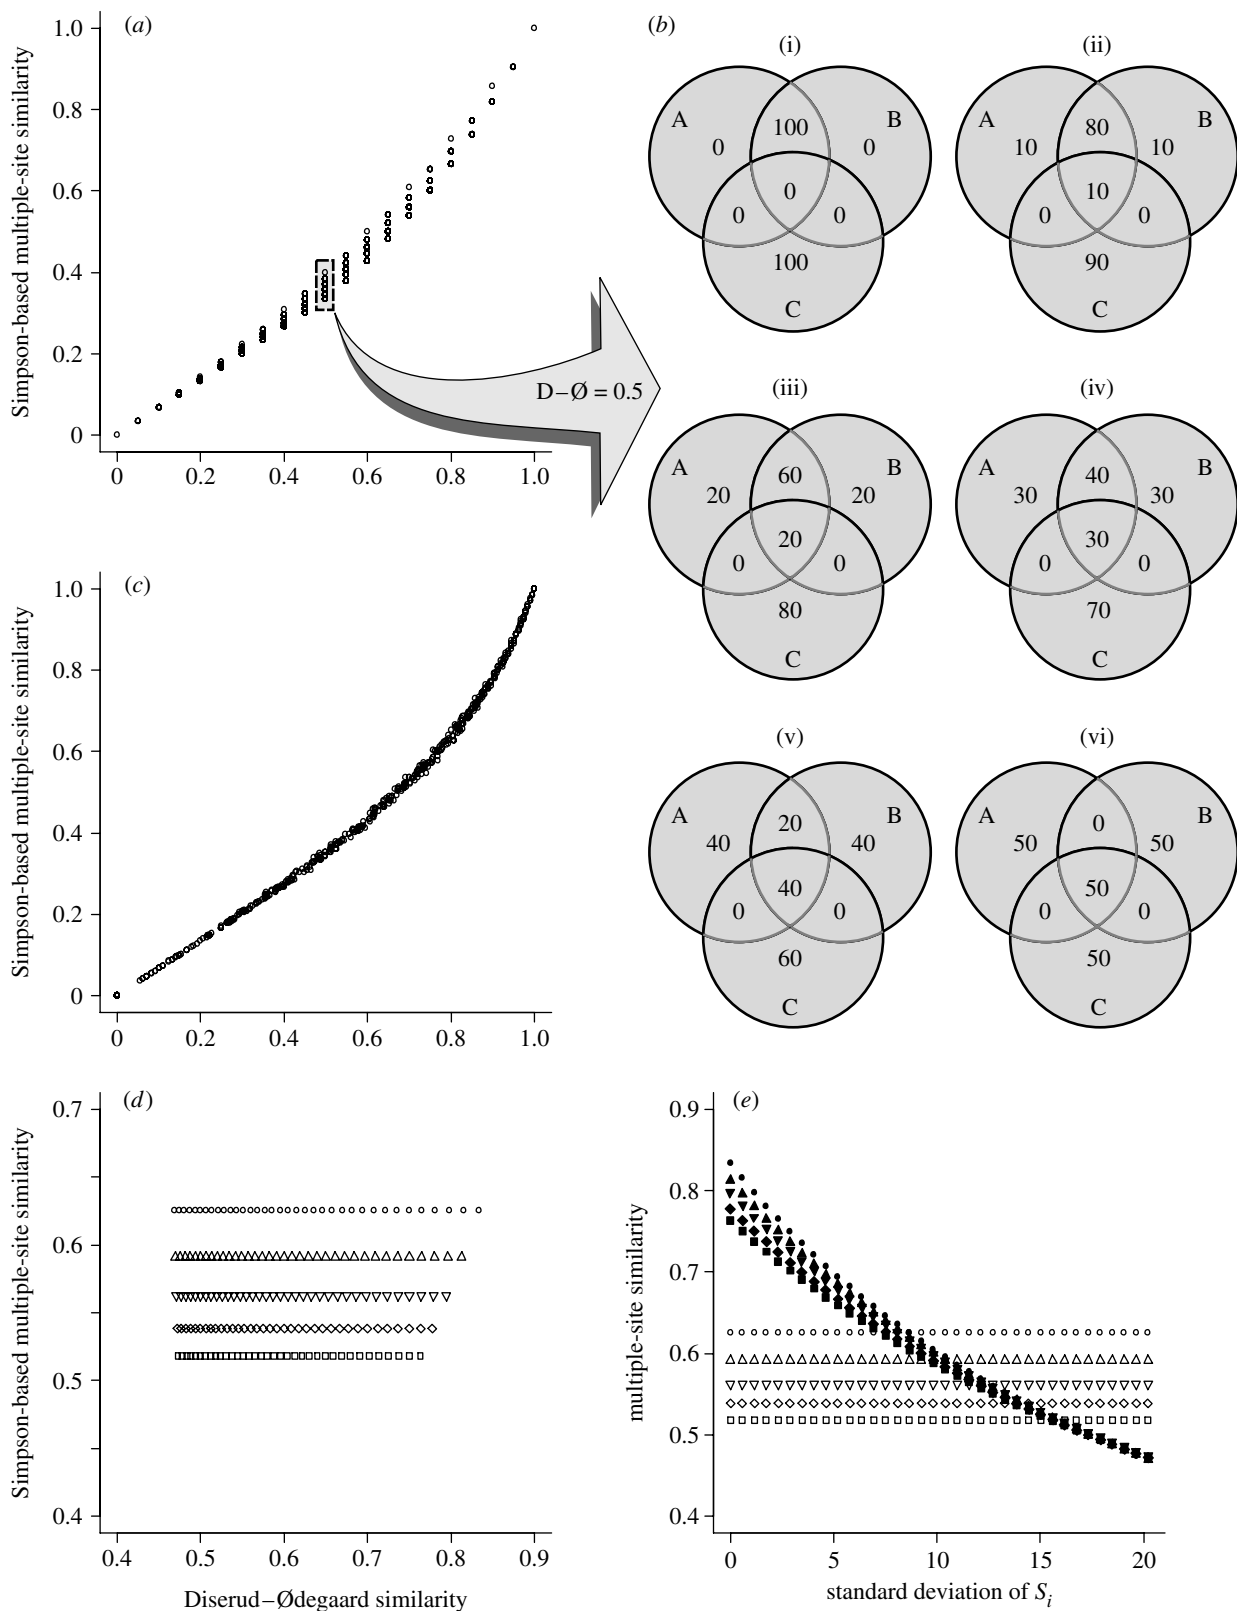 (a)
Simpson-based multiple-site similarity
1.0
0.8
0.6
0.4
0.2
0
0 0.2 0.4 0.6 0.8 1.0
D–Ø = 0.5
(b)
(i)
A B
100
0 0
0
0 0
100
C
(ii)
A B
80
10 10
10
0 0
90
C
(iii)
A B
60
20 20
20
0 0
80
C
(iv)
A B
40
30 30
30
0 0
70
C
(v)
A B
20
40 40
40
0 0
60
C
(vi)
A B
0
50 50
50
0 0
50
C
(c)
Simpson-based multiple-site similarity
1.0
0.8
0.6
0.4
0.2
0
0 0.2 0.4 0.6 0.8 1.0
(d)
Simpson-based multiple-site similarity
0.7
0.6
0.5
0.4
0.4 0.5 0.6 0.7 0.8 0.9
Diserud–Ødegaard similarity
(e)
multiple-site similarity
0.9
0.8
0.7
0.6
0.5
0.4
0 5 10 15 20
standard deviation of Si